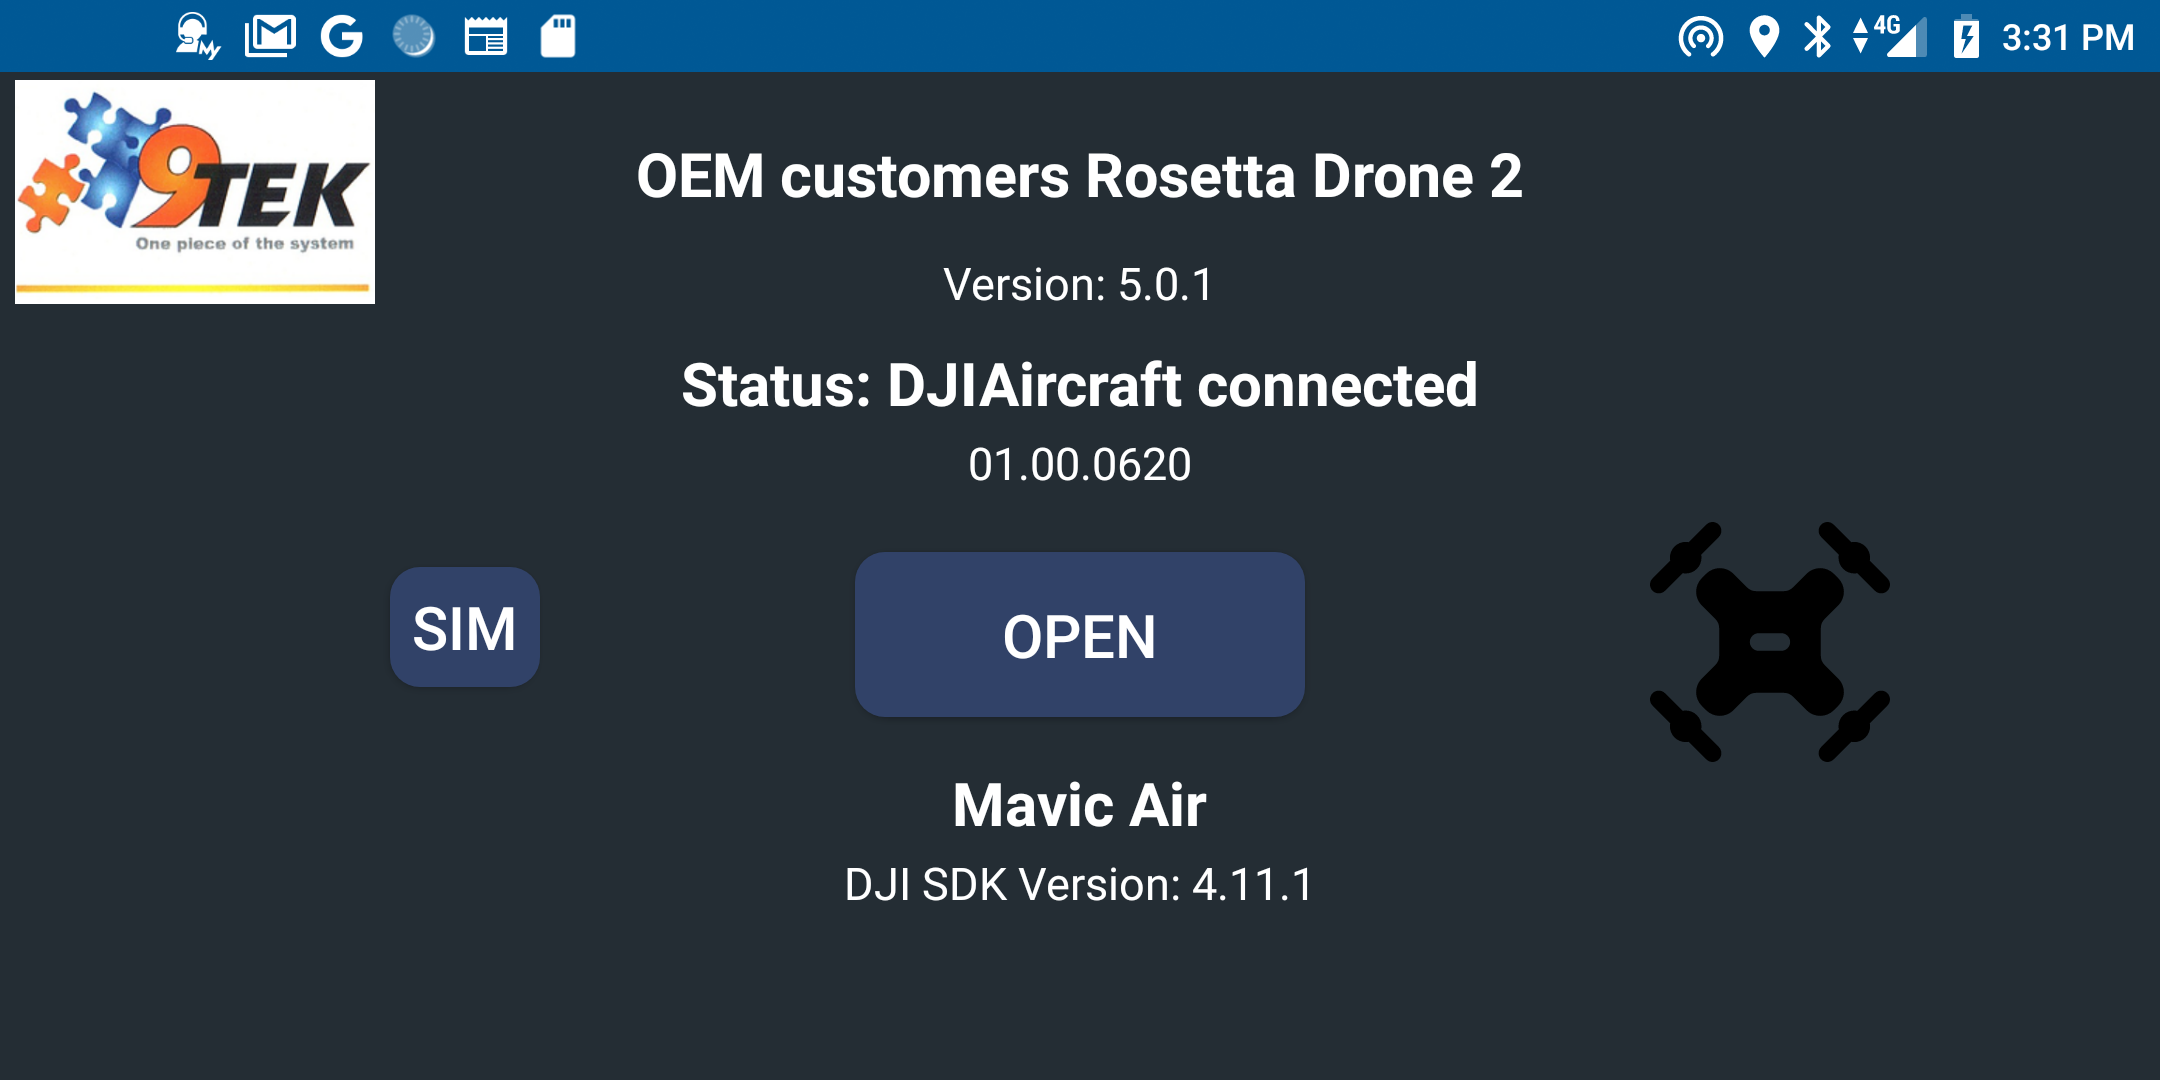 My
4G
3:31 PM
9TEK
One piece of the system
OEM customers Rosetta Drone 2
Version: 5.0.1
Status: DJIAircraft connected
01.00.0620
SIM
OPEN
Mavic Air
DJI SDK Version: 4.11.1